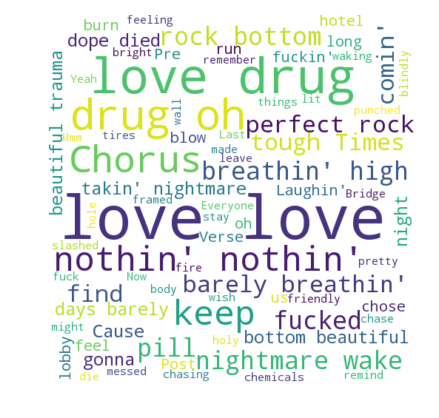 burn
feeling
hotel
dope died
Pre
rock bottom
long
fuckin'
waking
bright
run
remember
comin'
blindly
love drug
Yeah
things
lit
wall
punched
drug oh
perfect rock
Mmm
tires
blow
Last
tough Times
beautiful trauma
Chorus
made
leave
breathin' high
takin' nightmare
Laughin'
Bridge
hole
framed
Everyone
stay
oh
night
love love
slashed
Verse
nothin' nothin'
fuck
Now
fire
pretty
body
wish
us
friendly
barely breathin'
find
days barely
keep
chose
chase
might
lobby
Cause
fucked
feel
pill
holy
bottom beautiful
gonna
Post
nightmare wake
die
messed
chasing
chemicals
remind